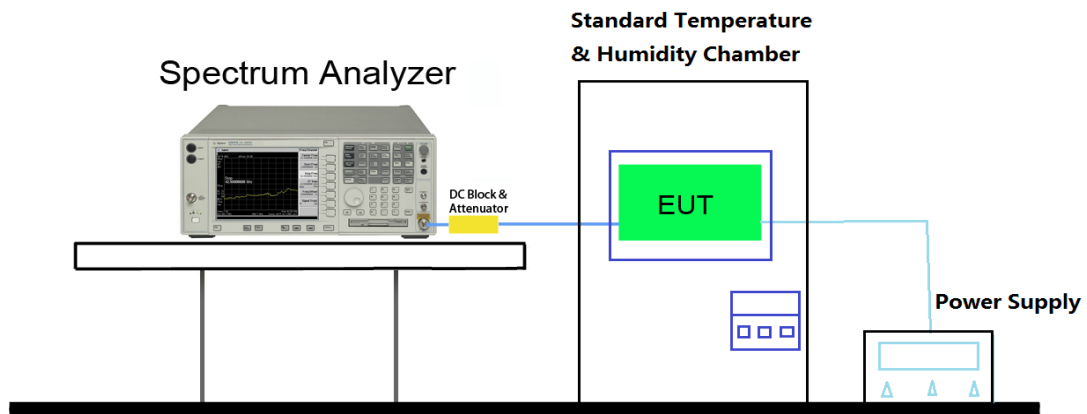 Standard Temperature
& Humidity Chamber
Spectrum Analyzer
DC Block &
Attenuator
EUT
Power Supply